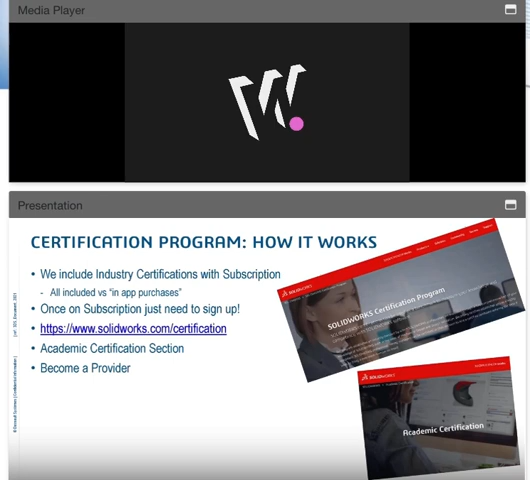 Media Player
Presentation
CERTIFICATION PROGRAM: HOW IT WORKS
• We include Industry Certifications with Subscription
- All included vs "in app purchases"
• Once on Subscription just need to sign up!
• https://www.solidworks.com/certification
• Academic Certification Section
• Become a Provider
SOLIDWORKS
SOLIDWORKS Certification Program
SOLIDWORKS
Academic Certification